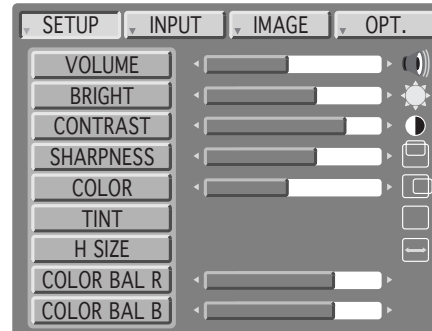 SETUP INPUT IMAGE OPT.
VOLUME
BRIGHT
CONTRAST
SHARPNESS
COLOR
TINT
H SIZE
COLOR BAL R
COLOR BAL B